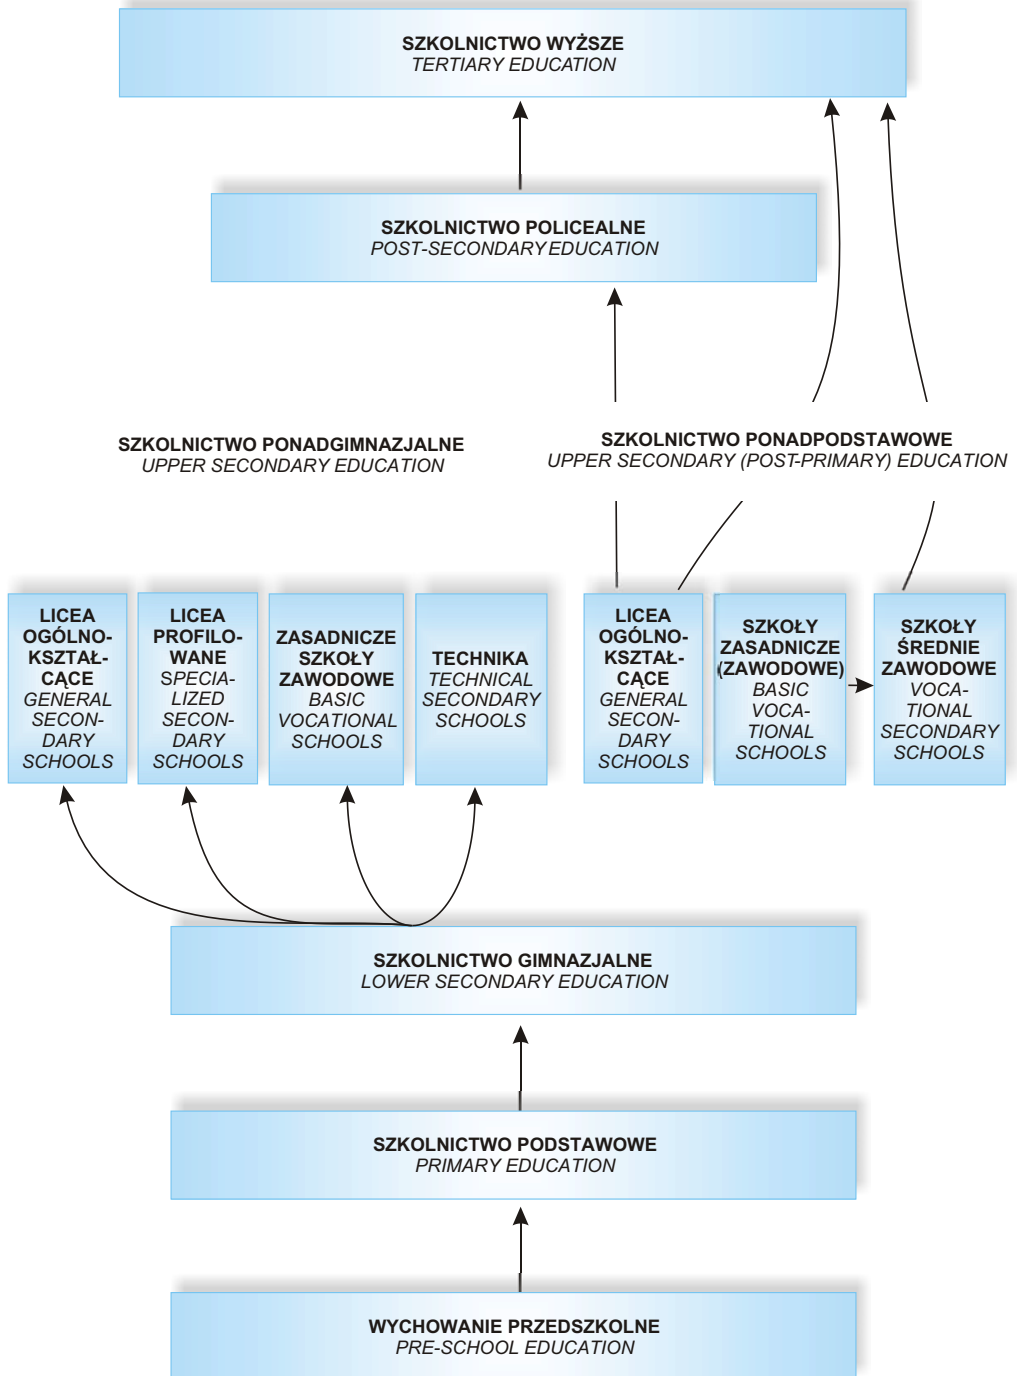 SZKOLNICTWO WYŻSZE
TERTIARY EDUCATION
SZKOLNICTWO POLICEALNE
POST-SECONDARY EDUCATION
SZKOLNICTWO PONADGIMNAZJALNE
UPPER SECONDARY EDUCATION
SZKOLNICTWO PONADPODSTAWOWE
UPPER SECONDARY (POST-PRIMARY) EDUCATION
LICEA
OGÓLNO-
KSZTAŁ-
CĄCE
GENERAL
SECON-
DARY
SCHOOLS
LICEA
PROFILO-
WANE
SPECIA-
LIZED
SECON-
DARY
SCHOOLS
ZASADNICZE
SZKOŁY
ZAWODOWE
BASIC
VOCATIONAL
SCHOOLS
TECHNIKA
TECHNICAL
SECONDARY
SCHOOLS
LICEA
OGÓLNO-
KSZTAŁ-
CĄCE
GENERAL
SECON-
DARY
SCHOOLS
SZKOŁY
ZASADNICZE
(ZAWODOWE)
BASIC
VOCA-
TIONAL
SCHOOLS
SZKOŁY
ŚREDNIE
ZAWODOWE
VOCA-
TIONAL
SECONDARY
SCHOOLS
SZKOLNICTWO GIMNAZJALNE
LOWER SECONDARY EDUCATION
SZKOLNICTWO PODSTAWOWE
PRIMARY EDUCATION
WYCHOWANIE PRZEDSZKOLNE
PRE-SCHOOL EDUCATION